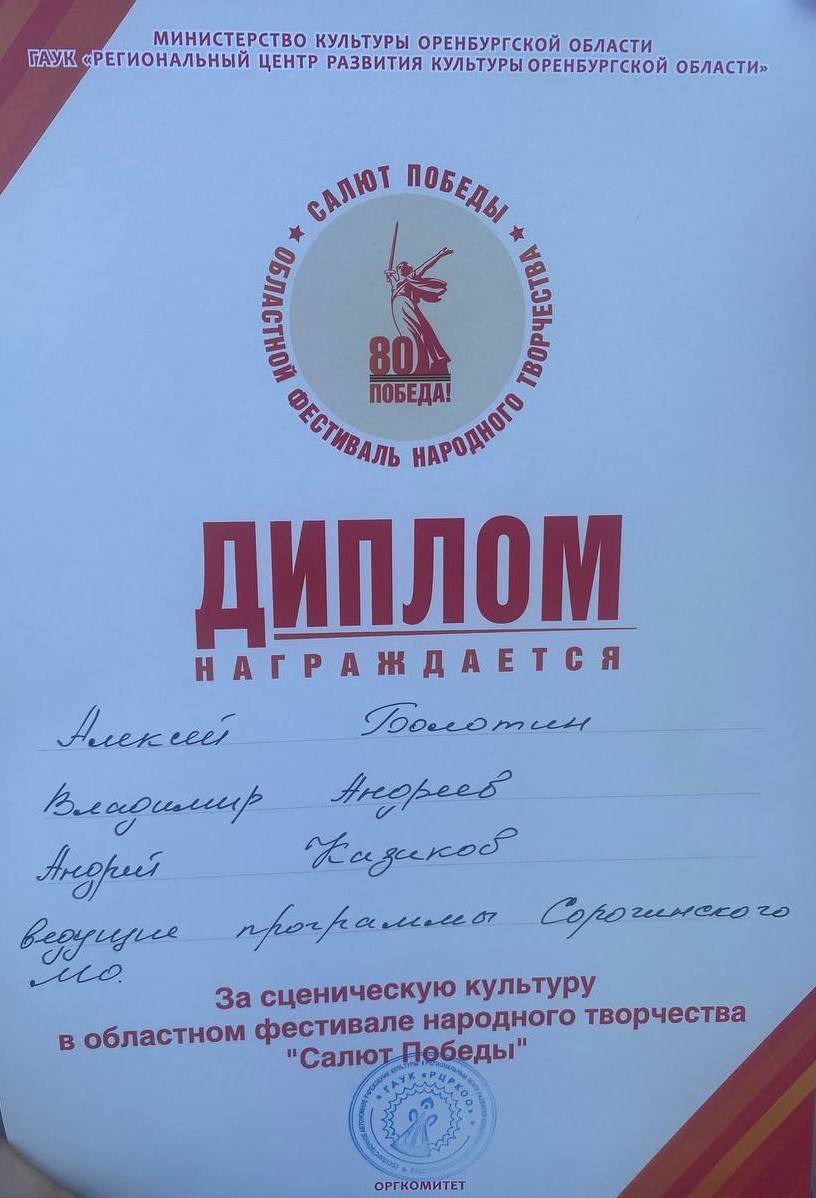 МИНИСТЕРСТВО КУЛЬТУРЫ ОРЕНБУРГСКОЙ ОБЛАСТИ
ГАУК «РЕГИОНАЛЬНЫЙ ЦЕНТР РАЗВИТИЯ КУЛЬТУРЫ ОРЕНБУРГСКОЙ ОБЛАСТИ»
САЛЮТ ПОБЕДЫ
ОБЛАСТНОЙ ФЕСТИВАЛЬ НАРОДНОГО ТВОРЧЕСТВА
80
ПОБЕДА!
ДИПЛОМ
НАГРАЖДАЕТСЯ
Алексей Болотин
Владимир Андреев
Андрей Казаков
ведущие программы Сорочинского
МО.
За сценическую культуру
в областном фестивале народного творчества
"Салют Победы"
ГАУК «РЦРКОО»
ОРГКОМИТЕТ